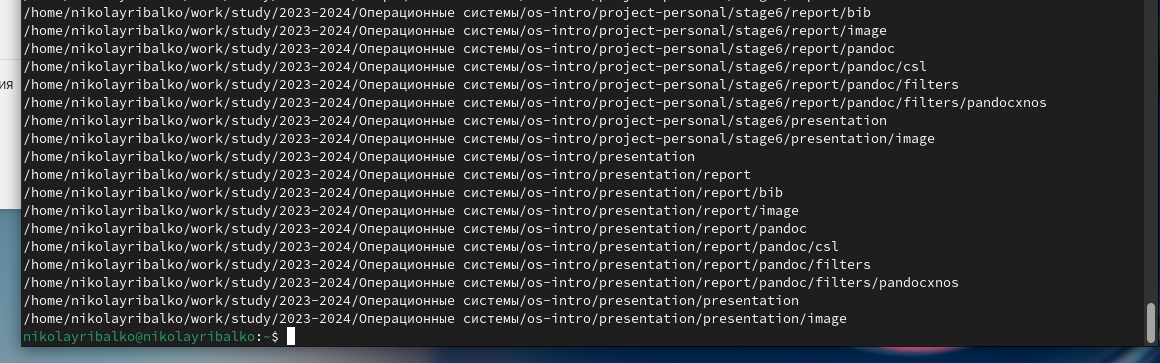 /home/nikolayribalko/work/study/2023-2024/Операционные системы/os-intro/project-personal/stage6/report/bib
/home/nikolayribalko/work/study/2023-2024/Операционные системы/os-intro/project-personal/stage6/report/image
/home/nikolayribalko/work/study/2023-2024/Операционные системы/os-intro/project-personal/stage6/report/pandoc
/home/nikolayribalko/work/study/2023-2024/Операционные системы/os-intro/project-personal/stage6/report/pandoc/csl
ия
/home/nikolayribalko/work/study/2023-2024/Операционные системы/os-intro/project-personal/stage6/report/pandoc/filters
/home/nikolayribalko/work/study/2023-2024/Операционные системы/os-intro/project-personal/stage6/report/pandoc/filters/pandocxnos
/home/nikolayribalko/work/study/2023-2024/Операционные системы/os-intro/project-personal/stage6/presentation
/home/nikolayribalko/work/study/2023-2024/Операционные системы/os-intro/project-personal/stage6/presentation/image
/home/nikolayribalko/work/study/2023-2024/Операционные системы/os-intro/presentation
/home/nikolayribalko/work/study/2023-2024/Операционные системы/os-intro/presentation/report
/home/nikolayribalko/work/study/2023-2024/Операционные системы/os-intro/presentation/report/bib
/home/nikolayribalko/work/study/2023-2024/Операционные системы/os-intro/presentation/report/image
/home/nikolayribalko/work/study/2023-2024/Операционные системы/os-intro/presentation/report/pandoc
/home/nikolayribalko/work/study/2023-2024/Операционные системы/os-intro/presentation/report/pandoc/csl
/home/nikolayribalko/work/study/2023-2024/Операционные системы/os-intro/presentation/report/pandoc/filters
/home/nikolayribalko/work/study/2023-2024/Операционные системы/os-intro/presentation/report/pandoc/filters/pandocxnos
/home/nikolayribalko/work/study/2023-2024/Операционные системы/os-intro/presentation/presentation
/home/nikolayribalko/work/study/2023-2024/Операционные системы/os-intro/presentation/presentation/image
nikolayribalko@nikolayribalko:~$